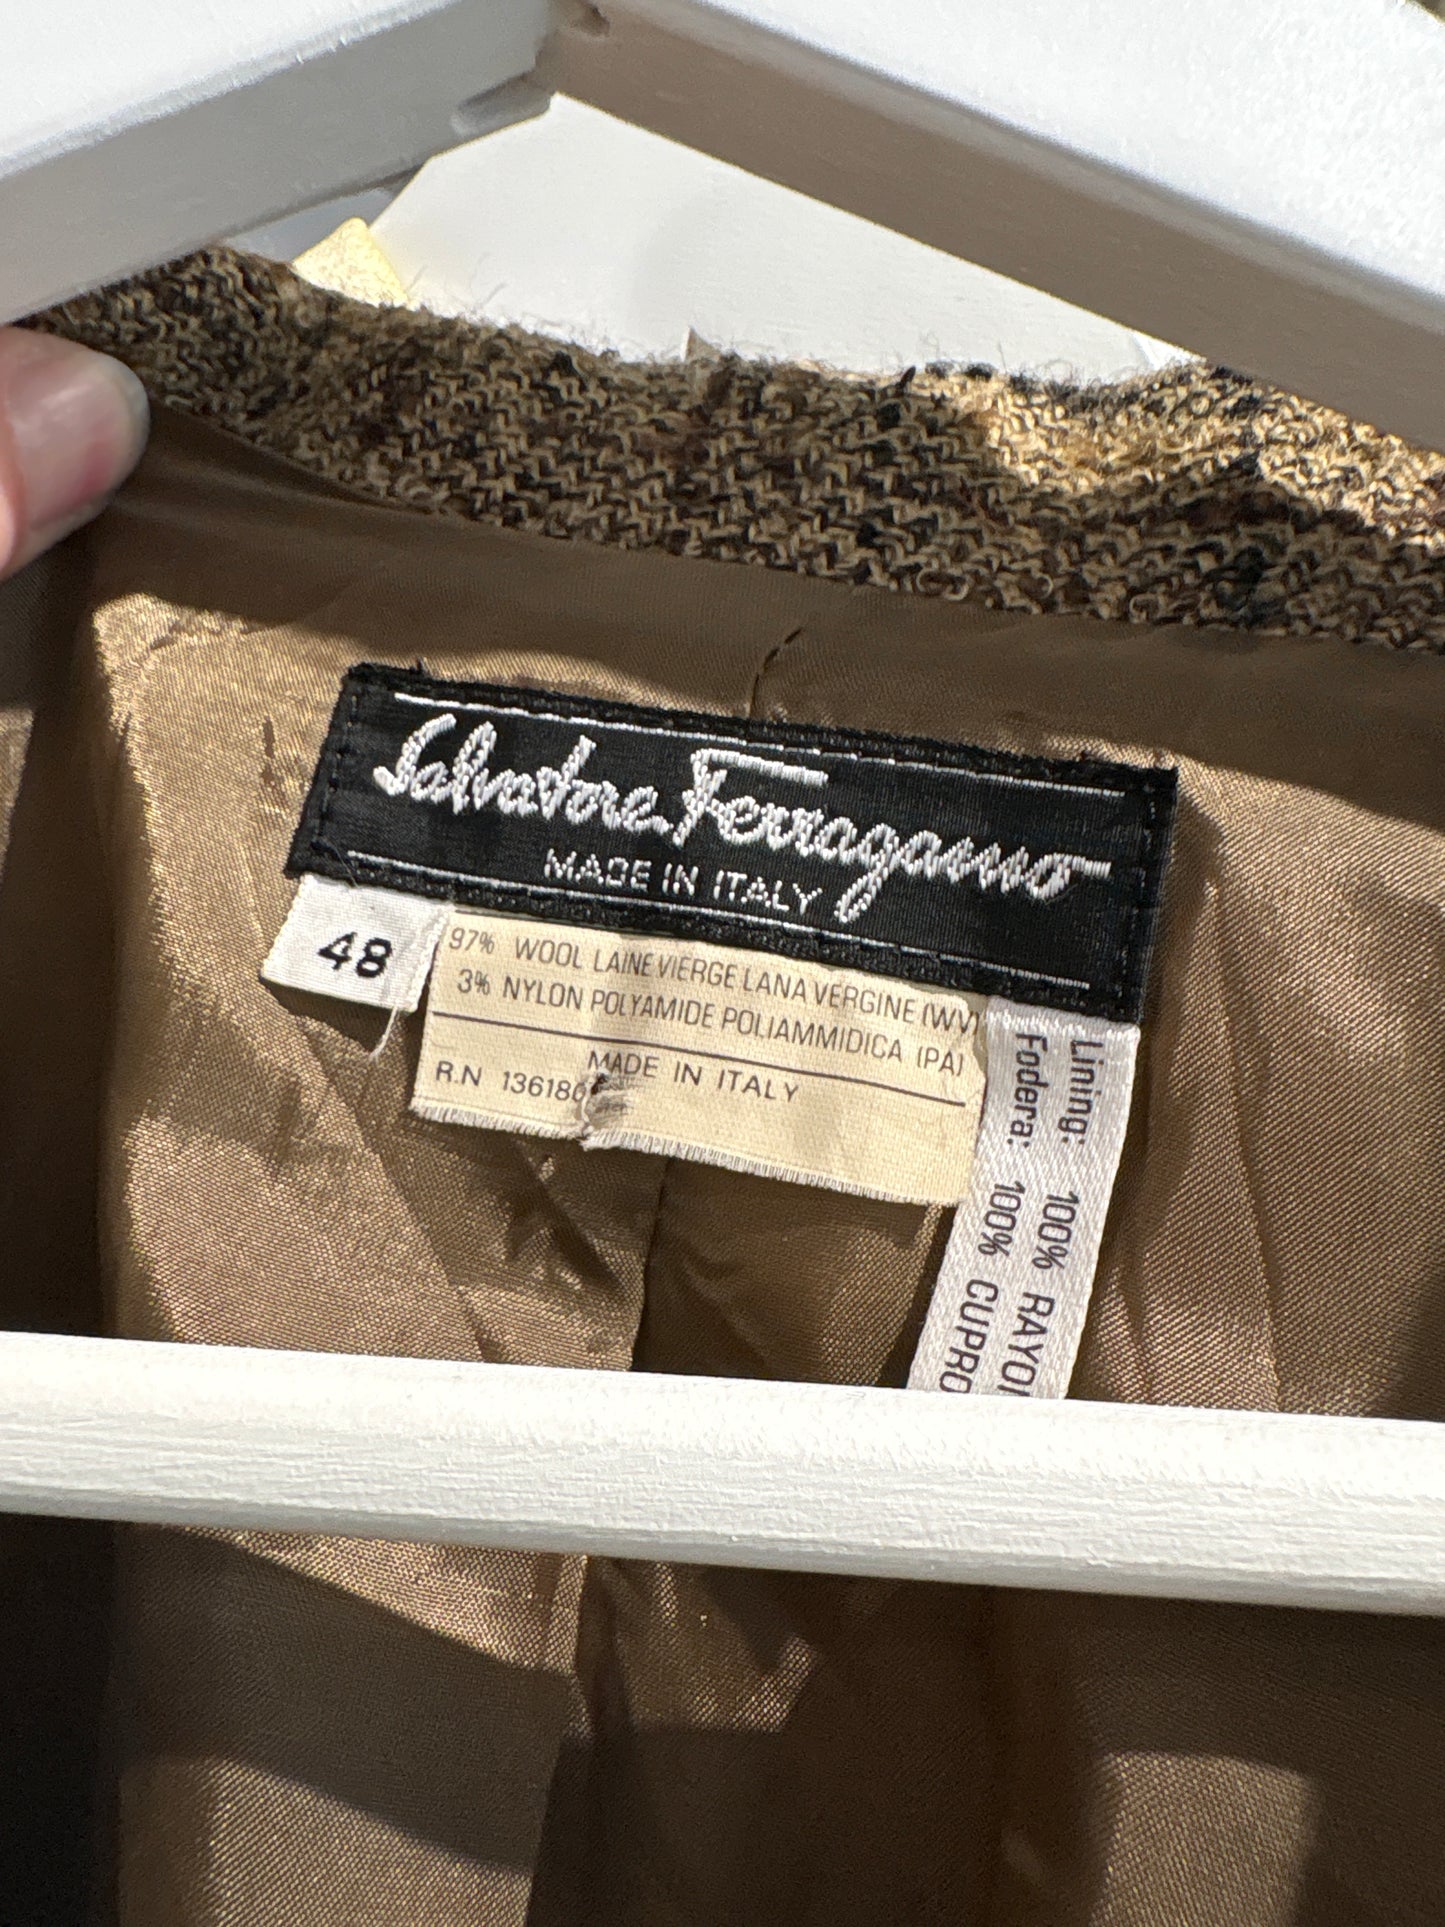 Salvatore Ferragamo
MADE IN ITALY
48
97% WOOL LAINE VIERGE LANA VERGINE (WV)
3% NYLON POLYAMIDE POLIAMMIDICA (PA)
MADE IN ITALY
R.N 136186
Lining: 100% RAYO
Fodera: 100% CUPRO